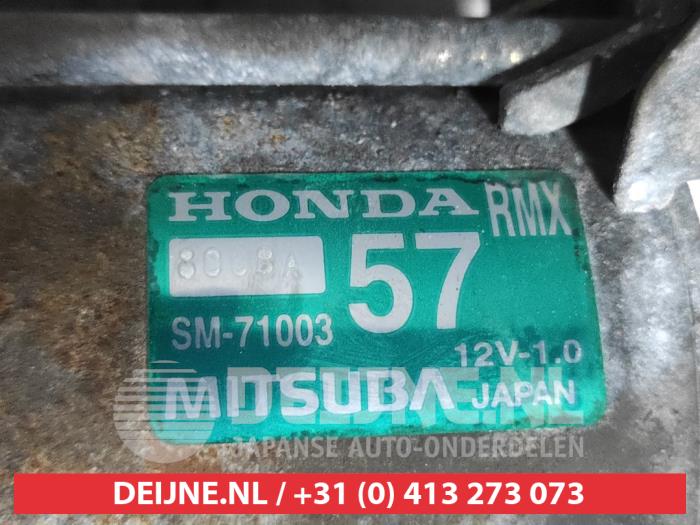 HONDA RMX
57
SM-71003
12V-1.0
MITSUBA JAPAN
DEIJNE.NL
JAPANSE AUTO-ONDERDELEN
DEIJNE.NL / +31 (0) 413 273 073